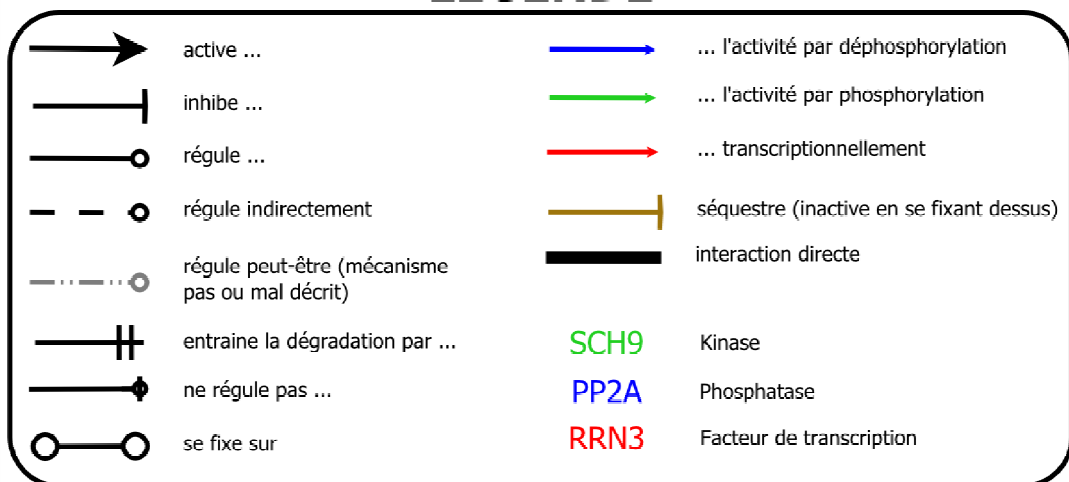 active ...
inhibe ...
régule ...
régule indirectement
régule peut-être (mécanisme
pas ou mal décrit)
entraine la dégradation par ...
ne régule pas ...
se fixe sur
... l'activité par déphosphorylation
... l'activité par phosphorylation
... transcriptionnellement
séquestre (inactive en se fixant dessus)
interaction directe
SCH9 Kinase
PP2A Phosphatase
RRN3 Facteur de transcription